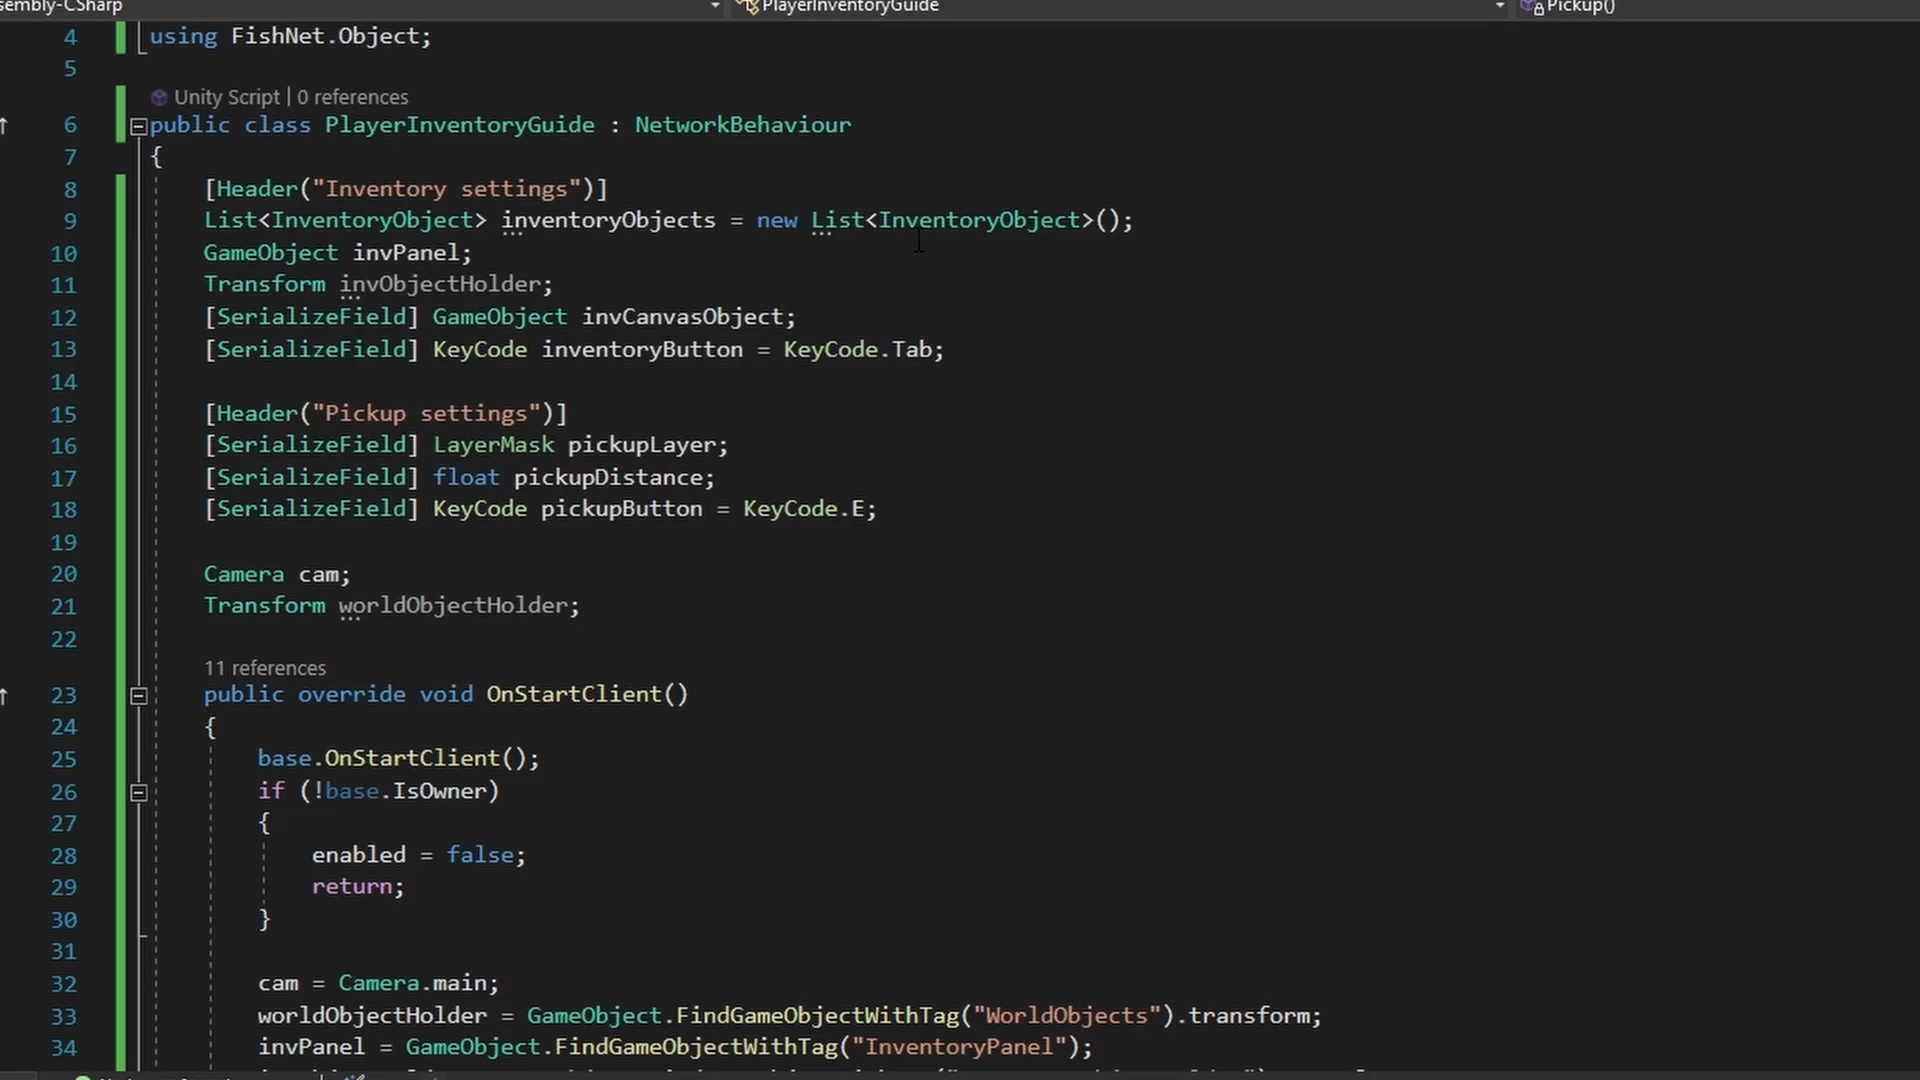 sembly-CSharp PlayerInventoryGuide Pickup()
4 using FishNet.Object;
5
Unity Script | 0 references
6 public class PlayerInventoryGuide : NetworkBehaviour
7 {
8 [Header("Inventory settings")]
9 List<InventoryObject> inventoryObjects = new List<InventoryObject>();
10 GameObject invPanel;
11 Transform invObjectHolder;
12 [SerializeField] GameObject invCanvasObject;
13 [SerializeField] KeyCode inventoryButton = KeyCode.Tab;
14
15 [Header("Pickup settings")]
16 [SerializeField] LayerMask pickupLayer;
17 [SerializeField] float pickupDistance;
18 [SerializeField] KeyCode pickupButton = KeyCode.E;
19
20 Camera cam;
21 Transform worldObjectHolder;
22
11 references
23 public override void OnStartClient()
24 {
25 base.OnStartClient();
26 if (!base.IsOwner)
27 {
28 enabled = false;
29 return;
30 }
31
32 cam = Camera.main;
33 worldObjectHolder = GameObject.FindGameObjectWithTag("WorldObjects").transform;
34 invPanel = GameObject.FindGameObjectWithTag("InventoryPanel");